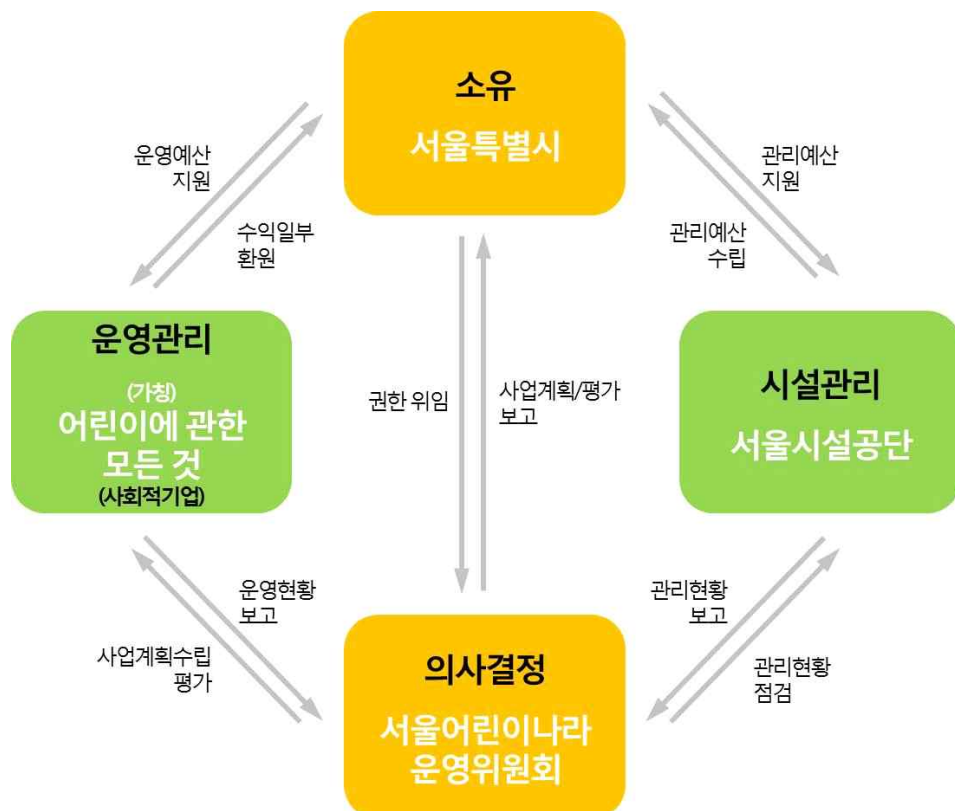 소유
서울특별시
운영예산
지원
수익일부
환원
관리예산
지원
관리예산
수립
운영관리
(가칭)
어린이에 관한
모든 것
(사회적기업)
권한 위임
사업계획/평가
보고
시설관리
서울시설공단
운영현황
보고
사업계획수립
평가
관리현황
보고
관리현황
점검
의사결정
서울어린이나라
운영위원회